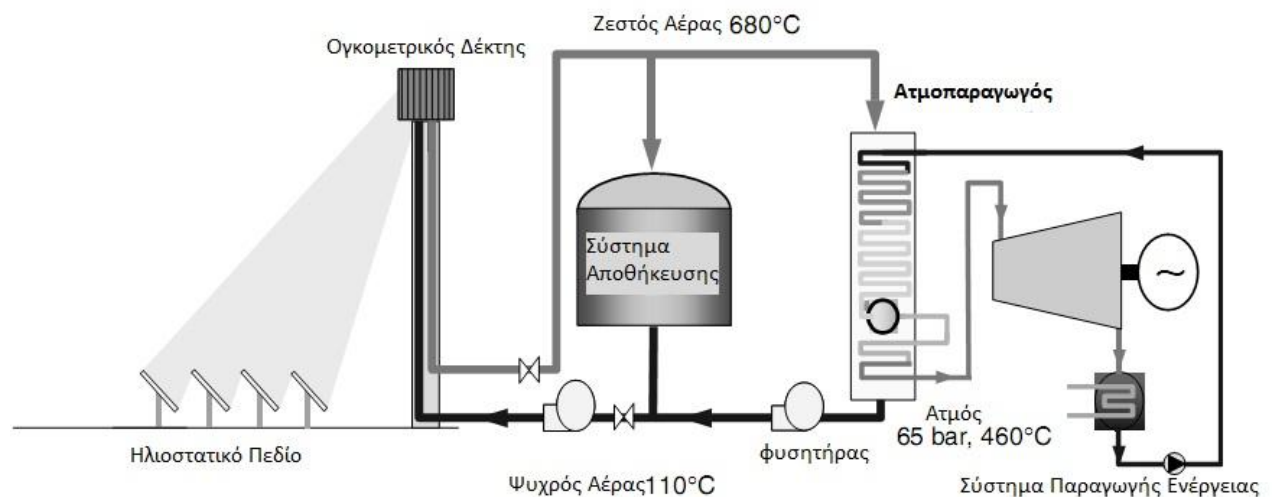 Ζεστός Αέρας 680°C
Ογκομετρικός Δέκτης
Ατμοπαραγωγός
Σύστημα
Αποθήκευσης
~
Ατμός
65 bar, 460°C
φυσητήρας
Ηλιοστατικό Πεδίο
Ψυχρός Αέρας110°C
Σύστημα Παραγωγής Ενέργειας